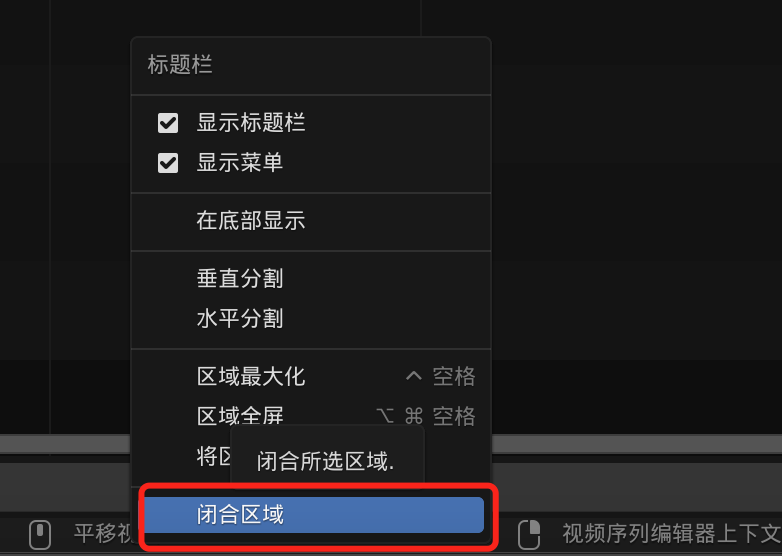 标题栏
显示标题栏
显示菜单
在底部显示
垂直分割
水平分割
区域最大化 ^ 空格
区域全屏 ⌥ ⌘ 空格
将区
闭合所选区域.
闭合区域
平移视
视频序列编辑器上下文